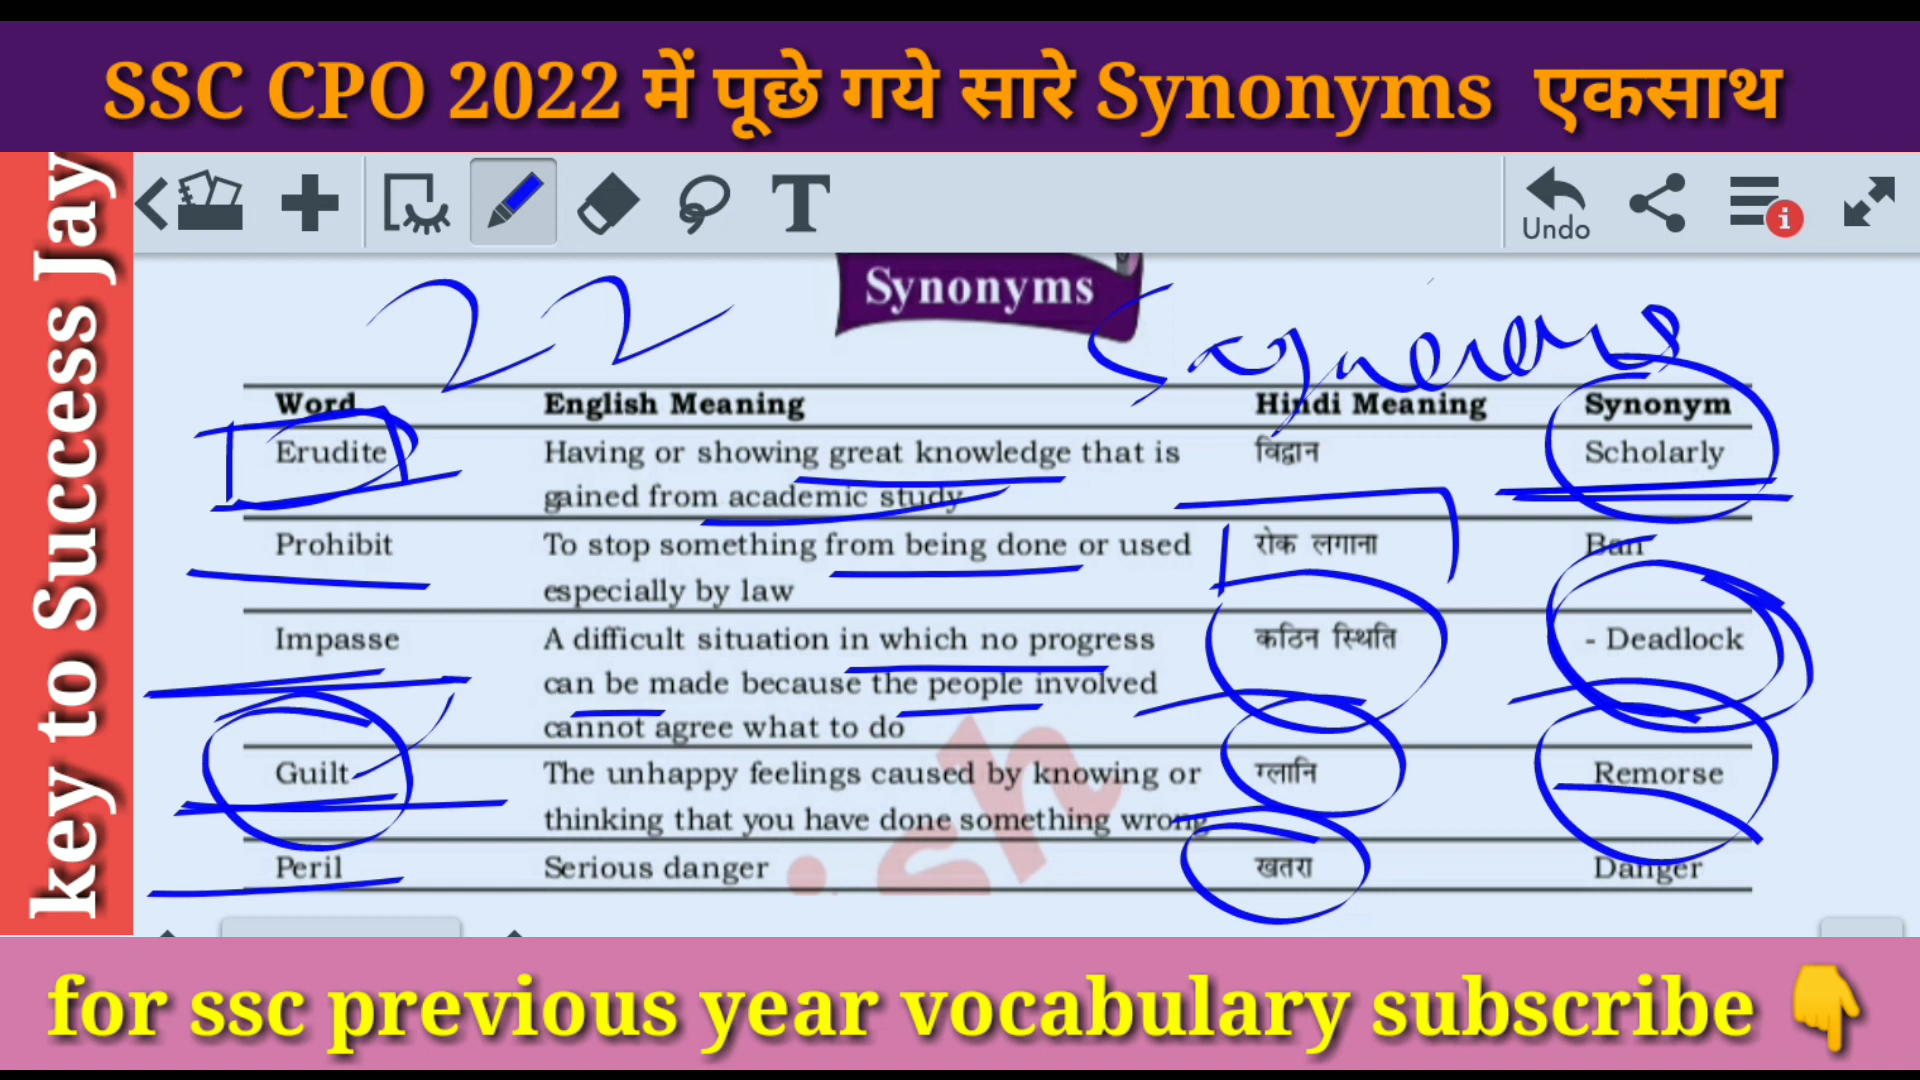 SSC CPO 2022 में पूछे गये सारे Synonyms एकसाथ
key to Success Jay
T
Undo
i
Synonyms
22 Synonyms
Word English Meaning Hindi Meaning Synonym
Erudite Having or showing great knowledge that is विद्वान Scholarly
gained from academic study
Prohibit To stop something from being done or used रोक लगाना Ban
especially by law
Impasse A difficult situation in which no progress कठिन स्थिति - Deadlock
can be made because the people involved
cannot agree what to do
Guilt The unhappy feelings caused by knowing or ग्लानि Remorse
thinking that you have done something wrong
Peril Serious danger खतरा Danger
for ssc previous year vocabulary subscribe 👇